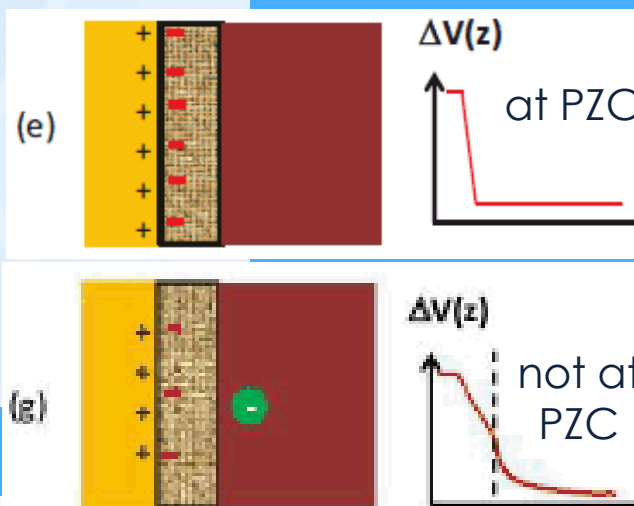 ΔV(z)
(e)
at PZC
ΔV(z)
(g)
not at
PZC